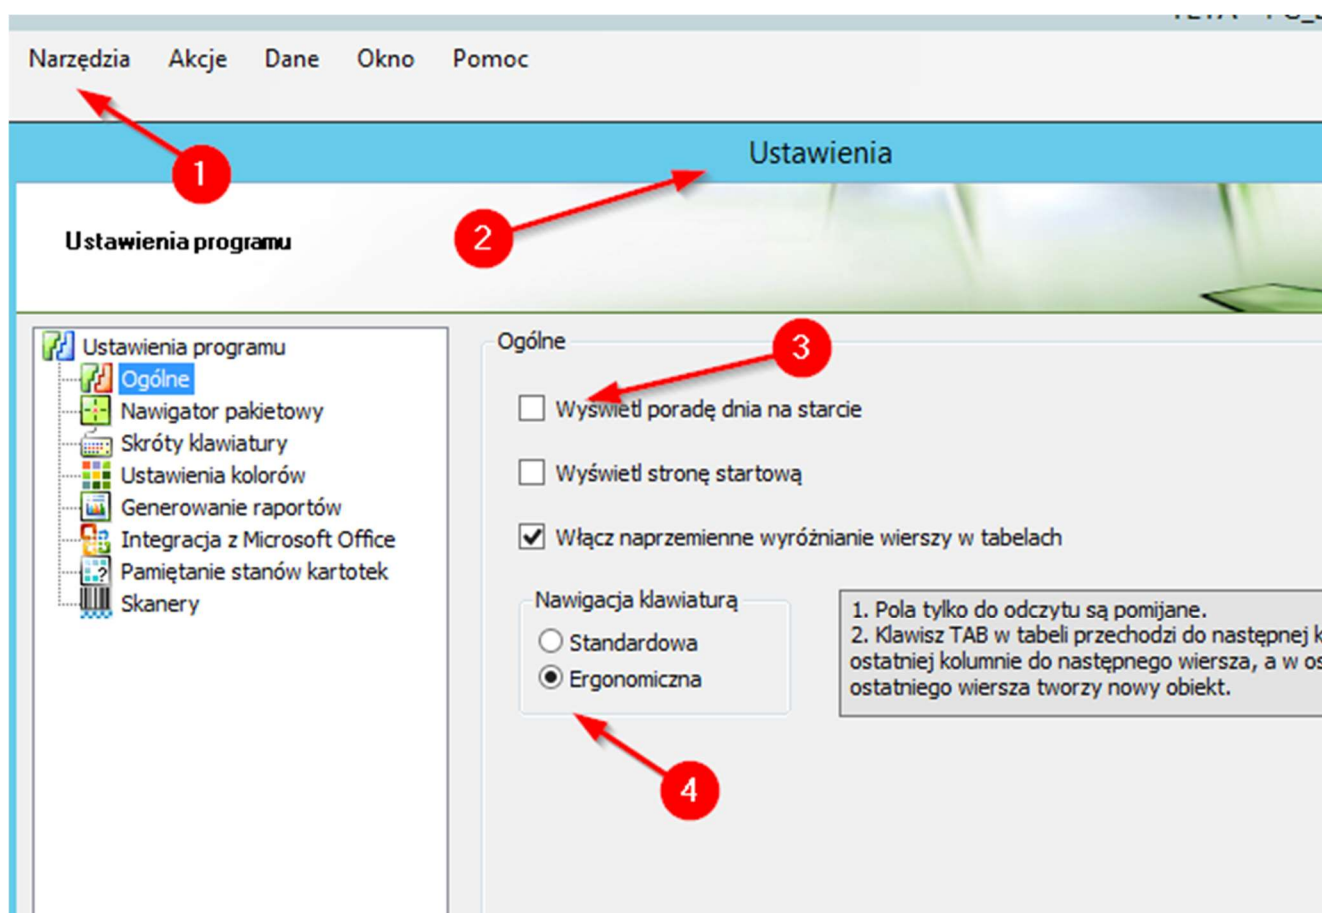 Narzędzia Akcje Dane Okno Pomoc
1
Ustawienia
2
Ustawienia programu
Ustawienia programu
Ogólne
Nawigator pakietowy
Skróty klawiatury
Ustawienia kolorów
Generowanie raportów
Integracja z Microsoft Office
Pamiętanie stanów kartotek
Skanery
Ogólne
3
Wyświetl poradę dnia na starcie
Wyświetl stronę startową
Włącz naprzemienne wyróżnianie wierszy w tabelach
Nawigacja klawiaturą
Standardowa
Ergonomiczna
1. Pola tylko do odczytu są pomijane.
2. Klawisz TAB w tabeli przechodzi do następnej
ostatniej kolumnie do następnego wiersza, a w
ostatniego wiersza tworzy nowy obiekt.
4